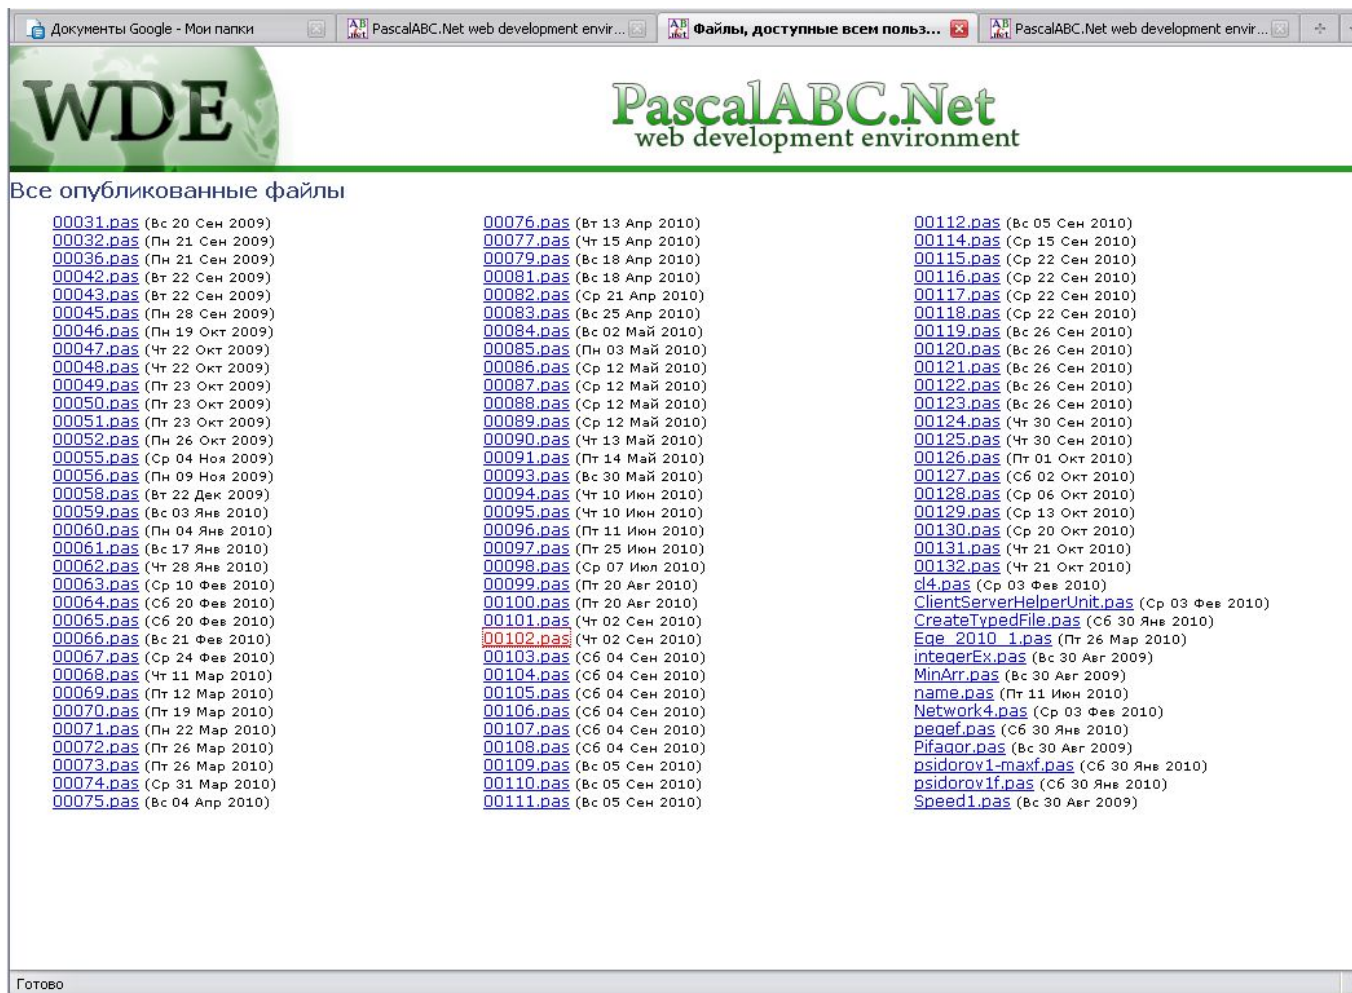 Документы Google - Мои папки
PascalABC.Net web development envir...
Файлы, доступные всем польз...
PascalABC.Net web development envir...
WDE
PascalABC.Net
web development environment
Все опубликованные файлы
00031.pas (Вс 20 Сен 2009)
00032.pas (Пн 21 Сен 2009)
00036.pas (Пн 21 Сен 2009)
00042.pas (Вт 22 Сен 2009)
00043.pas (Вт 22 Сен 2009)
00045.pas (Пн 28 Сен 2009)
00046.pas (Пн 19 Окт 2009)
00047.pas (Чт 22 Окт 2009)
00048.pas (Чт 22 Окт 2009)
00049.pas (Пт 23 Окт 2009)
00050.pas (Пт 23 Окт 2009)
00051.pas (Пт 23 Окт 2009)
00052.pas (Пн 26 Окт 2009)
00055.pas (Ср 04 Ноя 2009)
00056.pas (Пн 09 Ноя 2009)
00058.pas (Вт 22 Дек 2009)
00059.pas (Вс 03 Янв 2010)
00060.pas (Пн 04 Янв 2010)
00061.pas (Вс 17 Янв 2010)
00062.pas (Чт 28 Янв 2010)
00063.pas (Ср 10 Фев 2010)
00064.pas (Сб 20 Фев 2010)
00065.pas (Сб 20 Фев 2010)
00066.pas (Вс 21 Фев 2010)
00067.pas (Ср 24 Фев 2010)
00068.pas (Чт 11 Мар 2010)
00069.pas (Пт 12 Мар 2010)
00070.pas (Пт 19 Мар 2010)
00071.pas (Пн 22 Мар 2010)
00072.pas (Пт 26 Мар 2010)
00073.pas (Пт 26 Мар 2010)
00074.pas (Ср 31 Мар 2010)
00075.pas (Вс 04 Апр 2010)
00076.pas (Вт 13 Апр 2010)
00077.pas (Чт 15 Апр 2010)
00079.pas (Вс 18 Апр 2010)
00081.pas (Вс 18 Апр 2010)
00082.pas (Ср 21 Апр 2010)
00083.pas (Вс 25 Апр 2010)
00084.pas (Вс 02 Май 2010)
00085.pas (Пн 03 Май 2010)
00086.pas (Ср 12 Май 2010)
00087.pas (Ср 12 Май 2010)
00088.pas (Ср 12 Май 2010)
00089.pas (Ср 12 Май 2010)
00090.pas (Чт 13 Май 2010)
00091.pas (Пт 14 Май 2010)
00093.pas (Вс 30 Май 2010)
00094.pas (Чт 10 Июн 2010)
00095.pas (Чт 10 Июн 2010)
00096.pas (Пт 11 Июн 2010)
00097.pas (Пт 25 Июн 2010)
00098.pas (Ср 07 Июл 2010)
00099.pas (Пт 20 Авг 2010)
00100.pas (Пт 20 Авг 2010)
00101.pas (Чт 02 Сен 2010)
00102.pas (Чт 02 Сен 2010)
00103.pas (Сб 04 Сен 2010)
00104.pas (Сб 04 Сен 2010)
00105.pas (Сб 04 Сен 2010)
00106.pas (Сб 04 Сен 2010)
00107.pas (Сб 04 Сен 2010)
00108.pas (Сб 04 Сен 2010)
00109.pas (Вс 05 Сен 2010)
00110.pas (Вс 05 Сен 2010)
00111.pas (Вс 05 Сен 2010)
00112.pas (Вс 05 Сен 2010)
00114.pas (Ср 15 Сен 2010)
00115.pas (Ср 22 Сен 2010)
00116.pas (Ср 22 Сен 2010)
00117.pas (Ср 22 Сен 2010)
00118.pas (Ср 22 Сен 2010)
00119.pas (Вс 26 Сен 2010)
00120.pas (Вс 26 Сен 2010)
00121.pas (Вс 26 Сен 2010)
00122.pas (Вс 26 Сен 2010)
00123.pas (Вс 26 Сен 2010)
00124.pas (Чт 30 Сен 2010)
00125.pas (Чт 30 Сен 2010)
00126.pas (Пт 01 Окт 2010)
00127.pas (Сб 02 Окт 2010)
00128.pas (Ср 06 Окт 2010)
00129.pas (Ср 13 Окт 2010)
00130.pas (Ср 20 Окт 2010)
00131.pas (Чт 21 Окт 2010)
00132.pas (Чт 21 Окт 2010)
cl4.pas (Ср 03 Фев 2010)
ClientServerHelperUnit.pas (Ср 03 Фев 2010)
CreateTypedFile.pas (Сб 30 Янв 2010)
Ege_2010_1.pas (Пт 26 Мар 2010)
integerEx.pas (Вс 30 Авг 2009)
MinArr.pas (Вс 30 Авг 2009)
name.pas (Пт 11 Июн 2010)
Network4.pas (Ср 03 Фев 2010)
pegef.pas (Сб 30 Янв 2010)
Pifagor.pas (Вс 30 Авг 2009)
psidorov1-maxf.pas (Сб 30 Янв 2010)
psidorov1f.pas (Сб 30 Янв 2010)
Speed1.pas (Вс 30 Авг 2009)
Готово